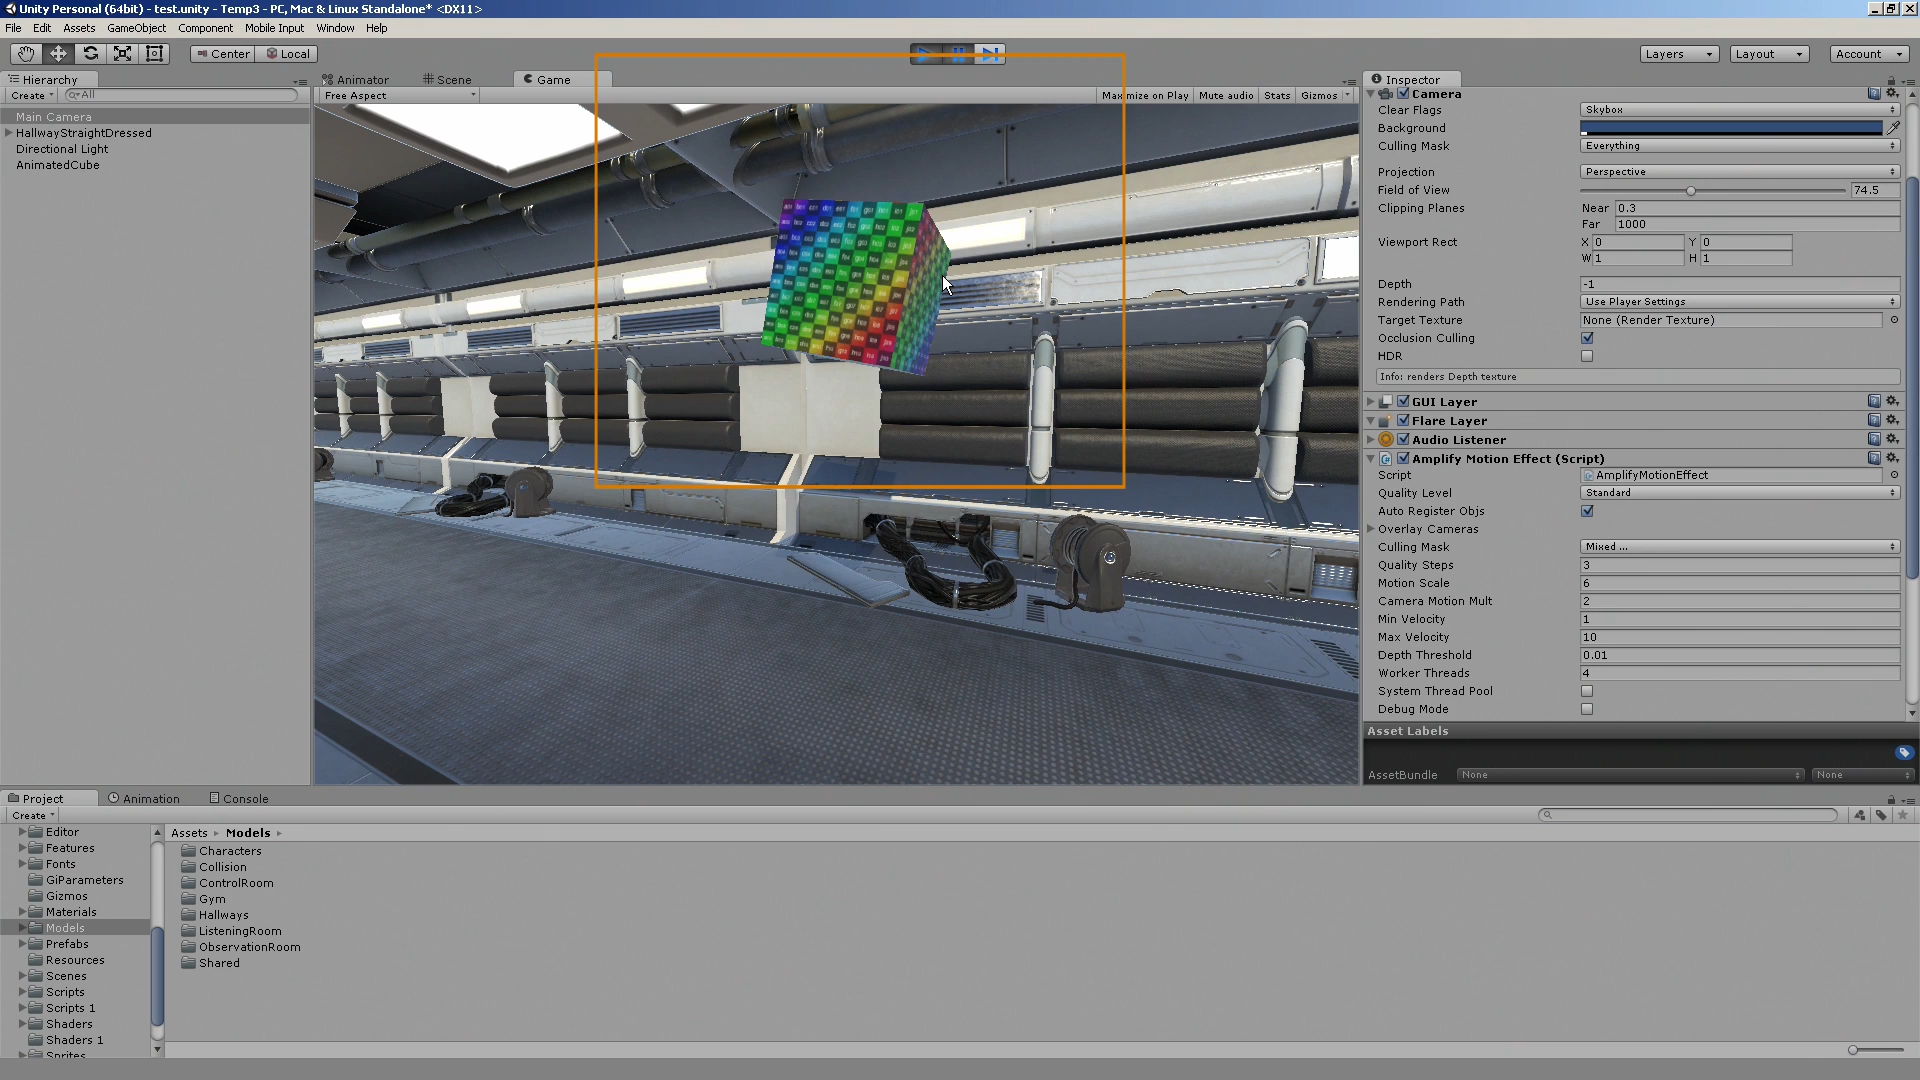 Unity Personal (64bit) - test.unity - Temp3 - PC, Mac & Linux Standalone* <DX11>
File Edit Assets GameObject Component Mobile Input Window Help
Center Local
Layers Layout Account
Hierarchy
Create All
Main Camera
HallwayStraightDressed
Directional Light
AnimatedCube
Animator Scene Game
Free Aspect Maximize on Play Mute audio Stats Gizmos
Inspector
Camera
Clear Flags Skybox
Background
Culling Mask Everything
Projection Perspective
Field of View 74.5
Clipping Planes Near 0.3
Far 1000
Viewport Rect X 0 Y 0
W 1 H 1
Depth -1
Rendering Path Use Player Settings
Target Texture None (Render Texture)
Occlusion Culling
HDR
Info: renders Depth texture
GUI Layer
Flare Layer
Audio Listener
Amplify Motion Effect (Script)
Script AmplifyMotionEffect
Quality Level Standard
Auto Register Objs
Overlay Cameras
Culling Mask Mixed ...
Quality Steps 3
Motion Scale 6
Camera Motion Mult 2
Min Velocity 1
Max Velocity 10
Depth Threshold 0.01
Worker Threads 4
System Thread Pool
Debug Mode
Asset Labels
AssetBundle None None
Project Animation Console
Create
Editor
Features
Fonts
GiParameters
Gizmos
Materials
Models
Prefabs
Resources
Scenes
Scripts
Scripts 1
Shaders
Shaders 1
Sprites
Assets Models
Characters
Collision
ControlRoom
Gym
Hallways
ListeningRoom
ObservationRoom
Shared